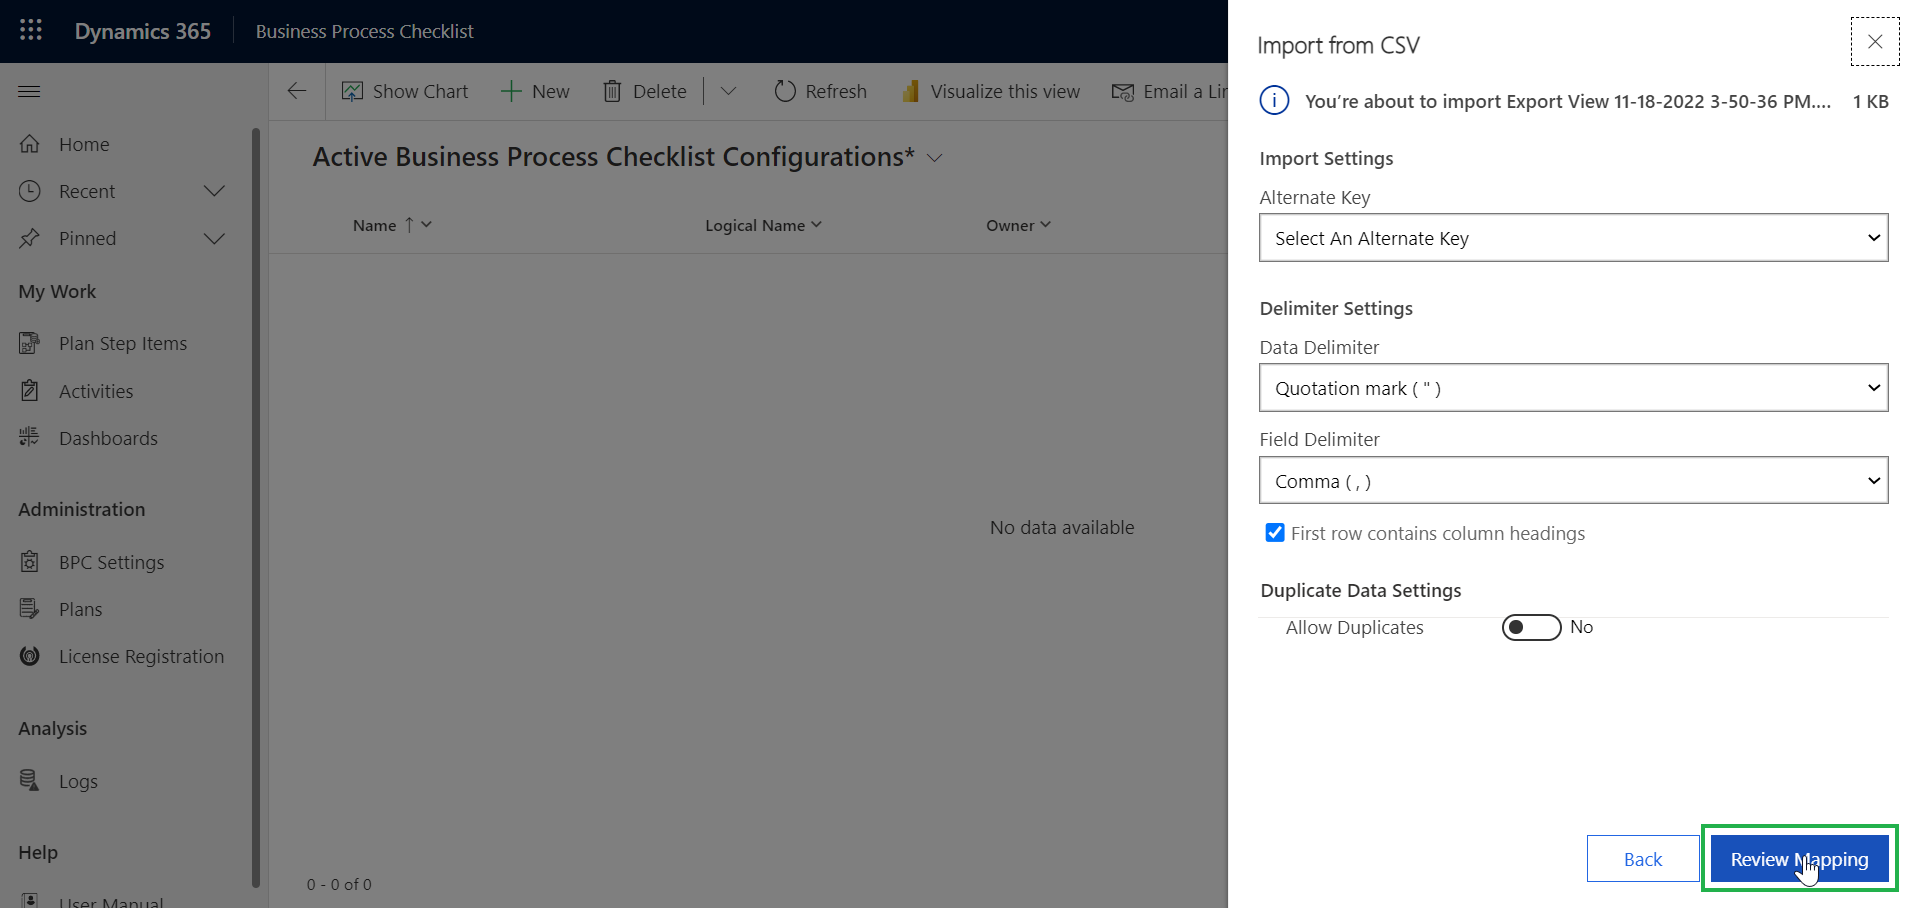 Dynamics 365
Business Process Checklist
Home
Recent
Pinned
My Work
Plan Step Items
Activities
Dashboards
Administration
BPC Settings
Plans
License Registration
Analysis
Logs
Help
User Manual
Show Chart
New
Delete
Refresh
Visualize this view
Email a Lin
Active Business Process Checklist Configurations*
Name
Logical Name
Owner
No data available
0 - 0 of 0
Import from CSV
You're about to import Export View 11-18-2022 3-50-36 PM.... 1 KB
Import Settings
Alternate Key
Select An Alternate Key
Delimiter Settings
Data Delimiter
Quotation mark ( " )
Field Delimiter
Comma ( , )
First row contains column headings
Duplicate Data Settings
Allow Duplicates No
Back
Review Mapping